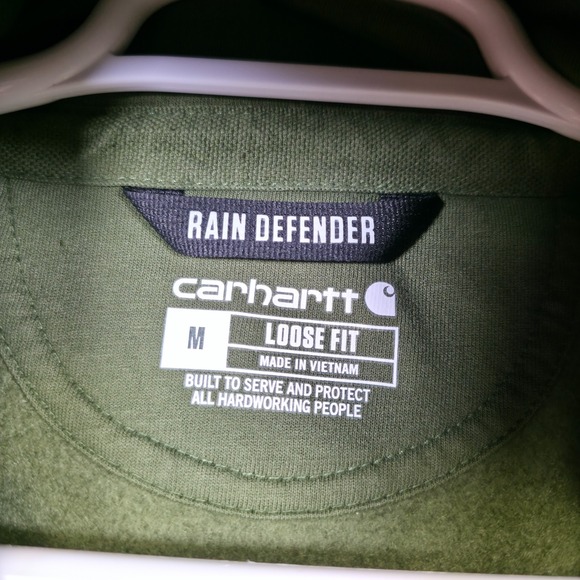 RAIN DEFENDER
carhartt
M
LOOSE FIT
MADE IN VIETNAM
BUILT TO SERVE AND PROTECT
ALL HARDWORKING PEOPLE